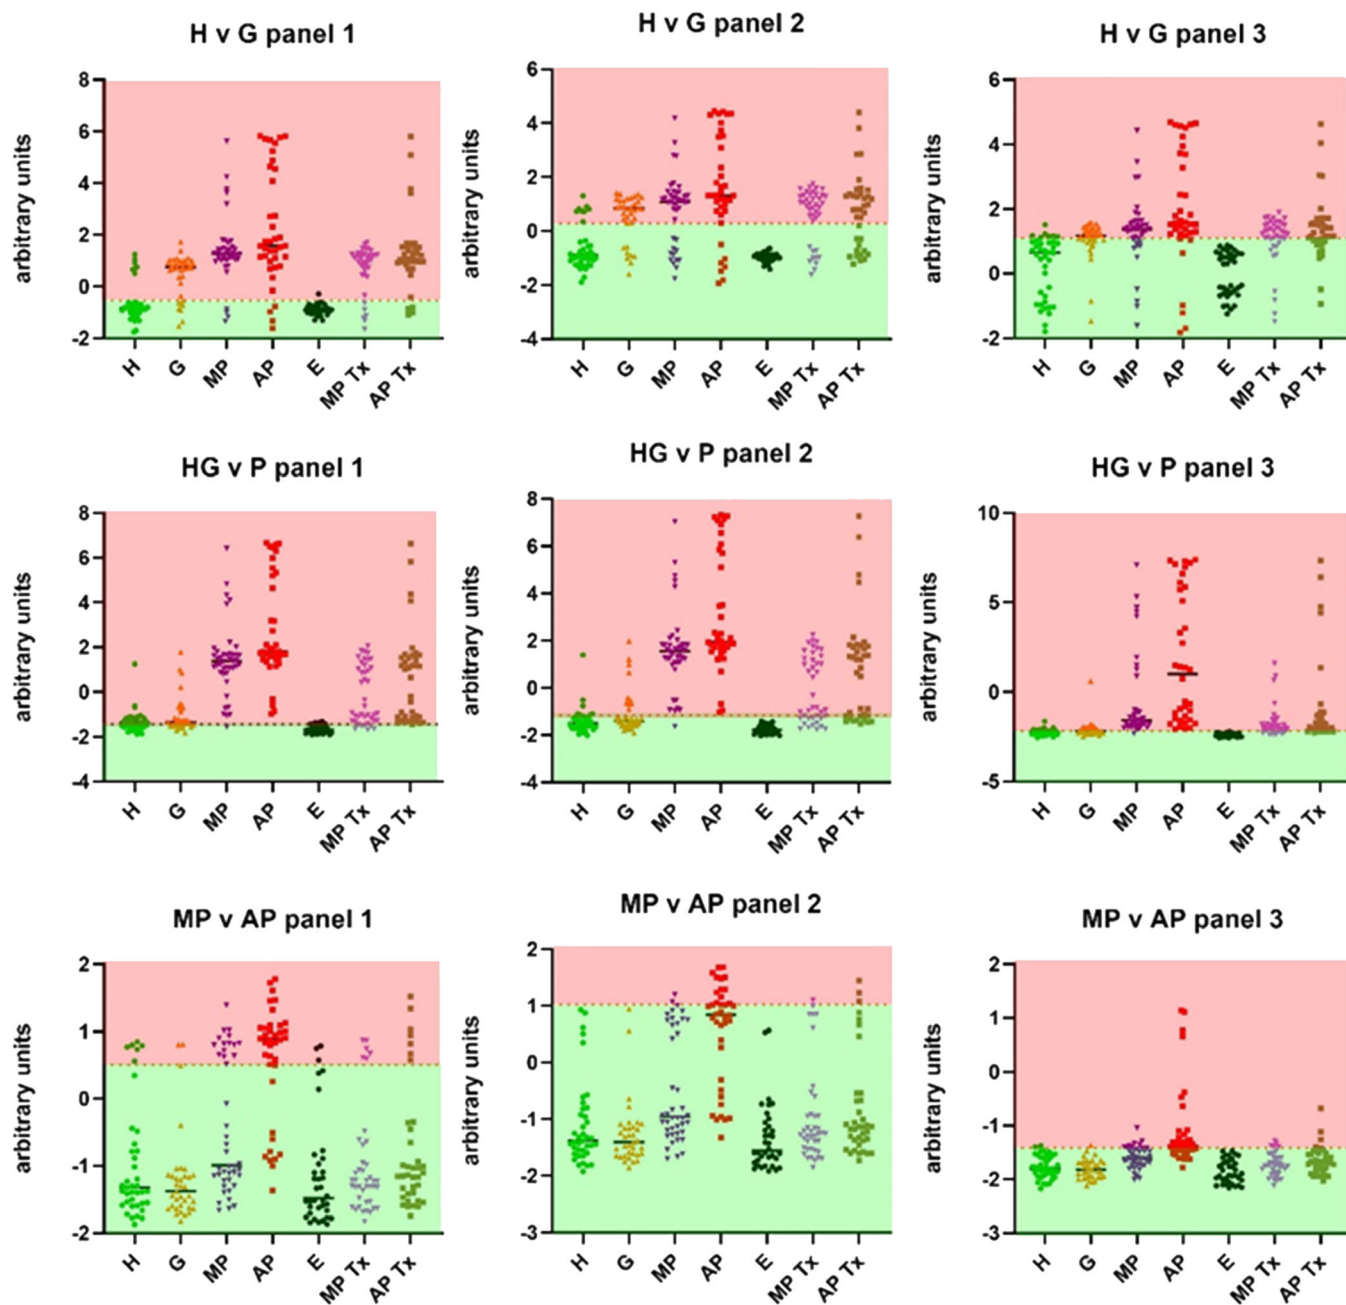 H v G panel 1
arbitrary units
8
6
4
2
0
-2
H G MP AP E MP Tx AP Tx
H v G panel 2
arbitrary units
6
4
2
0
-2
-4
H G MP AP E MP Tx AP Tx
H v G panel 3
arbitrary units
6
4
2
0
-2
H G MP AP E MP Tx AP Tx
HG v P panel 1
arbitrary units
8
6
4
2
0
-2
-4
H G MP AP E MP Tx AP Tx
HG v P panel 2
arbitrary units
8
6
4
2
0
-2
-4
H G MP AP E MP Tx AP Tx
HG v P panel 3
arbitrary units
10
5
0
-5
H G MP AP E MP Tx AP Tx
MP v AP panel 1
arbitrary units
2
1
0
-1
-2
H G MP AP E MP Tx AP Tx
MP v AP panel 2
arbitrary units
2
1
0
-1
-2
-3
H G MP AP E MP Tx AP Tx
MP v AP panel 3
arbitrary units
2
1
0
-1
-2
-3
H G MP AP E MP Tx AP Tx